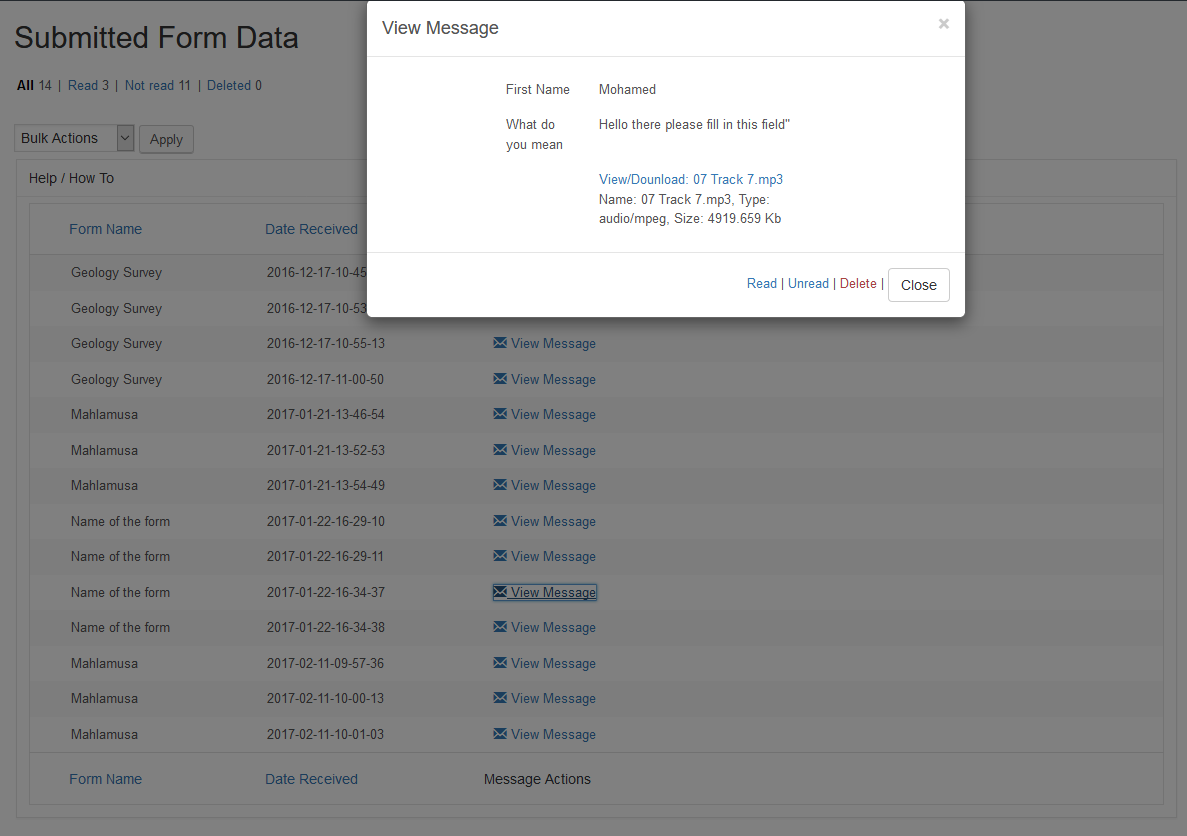 Submitted Form Data
All 14 | Read 3 | Not read 11 | Deleted 0
Bulk Actions
Apply
Help / How To
View Message
×
First Name Mohamed
What do
you mean
Hello there please fill in this field"
View/Dounload: 07 Track 7.mp3
Name: 07 Track 7.mp3, Type:
audio/mpeg, Size: 4919.659 Kb
Read | Unread | Delete | Close
Form Name Date Received
Geology Survey 2016-12-17-10-45
Geology Survey 2016-12-17-10-53
Geology Survey 2016-12-17-10-55-13 View Message
Geology Survey 2016-12-17-11-00-50 View Message
Mahlamusa 2017-01-21-13-46-54 View Message
Mahlamusa 2017-01-21-13-52-53 View Message
Mahlamusa 2017-01-21-13-54-49 View Message
Name of the form 2017-01-22-16-29-10 View Message
Name of the form 2017-01-22-16-29-11 View Message
Name of the form 2017-01-22-16-34-37 View Message
Name of the form 2017-01-22-16-34-38 View Message
Mahlamusa 2017-02-11-09-57-36 View Message
Mahlamusa 2017-02-11-10-00-13 View Message
Mahlamusa 2017-02-11-10-01-03 View Message
Form Name Date Received Message Actions